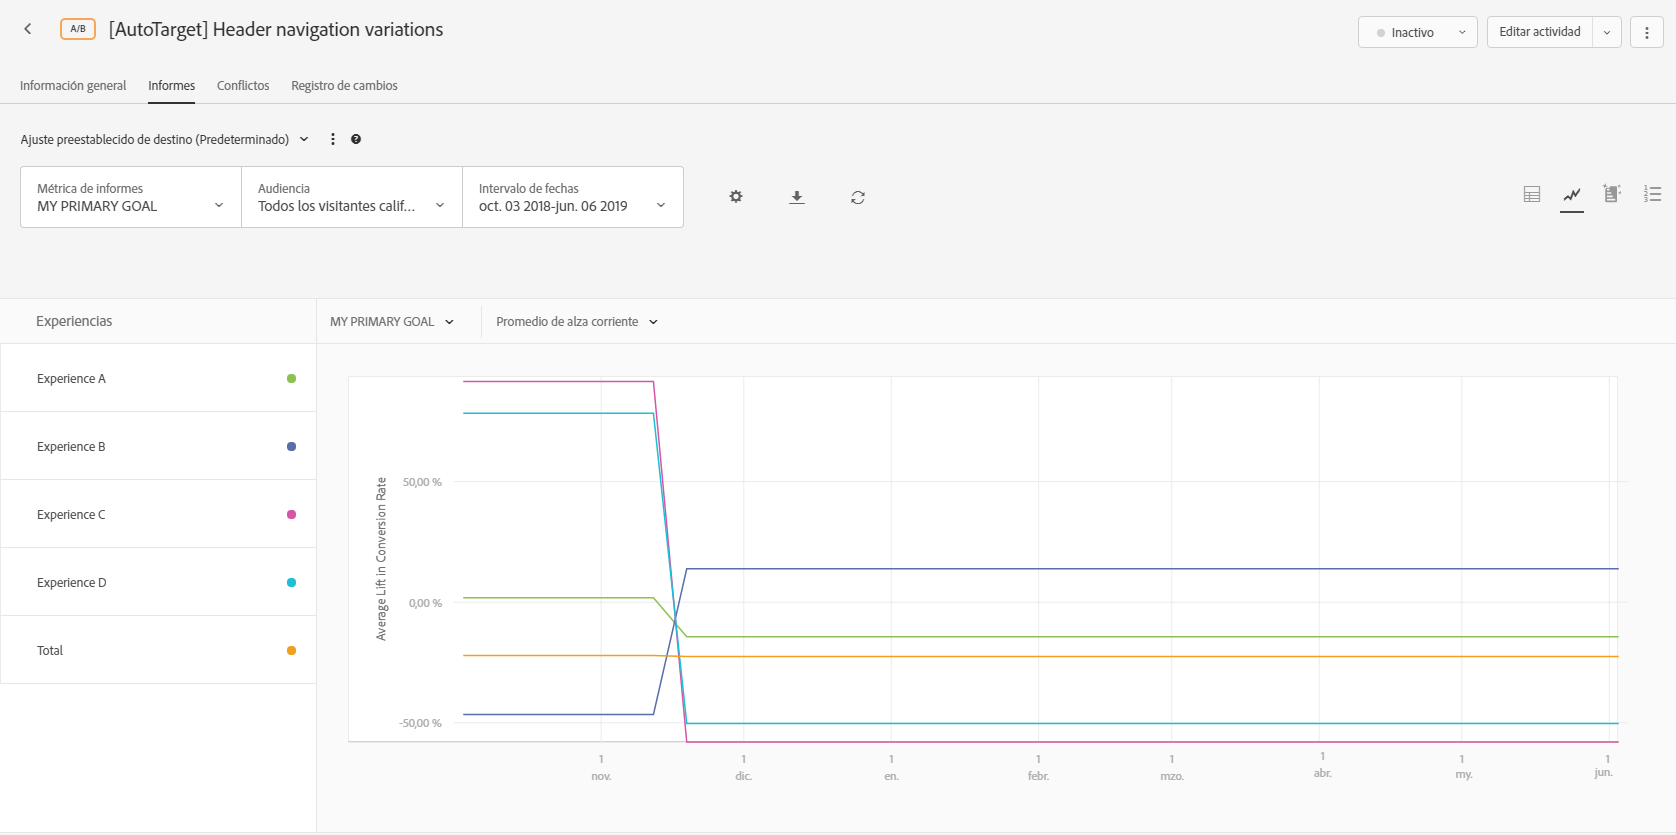 A/B
[AutoTarget] Header navigation variations
Inactivo
Editar actividad
Información general
Informes
Conflictos
Registro de cambios
Ajuste preestablecido de destino (Predeterminado)
Métrica de informes
MY PRIMARY GOAL
Audiencia
Todos los visitantes calif...
Intervalo de fechas
oct. 03 2018-jun. 06 2019
Experiencias
MY PRIMARY GOAL
Promedio de alza corriente
Experience A
Experience B
Experience C
Experience D
Total
Average Lift in Conversion Rate
50,00 %
0,00 %
-50,00 %
1
nov.
1
dic.
1
en.
1
febr.
1
mzo.
1
abr.
1
my.
1
jun.